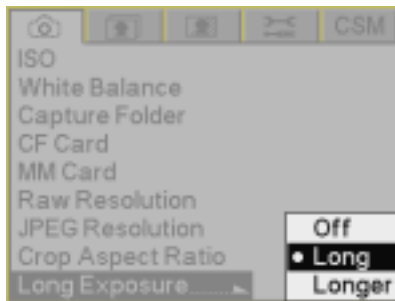 CSM
ISO
White Balance
Capture Folder
CF Card
MM Card
Raw Resolution
JPEG Resolution
Off
Crop Aspect Ratio
Long
Long Exposure........
Longer